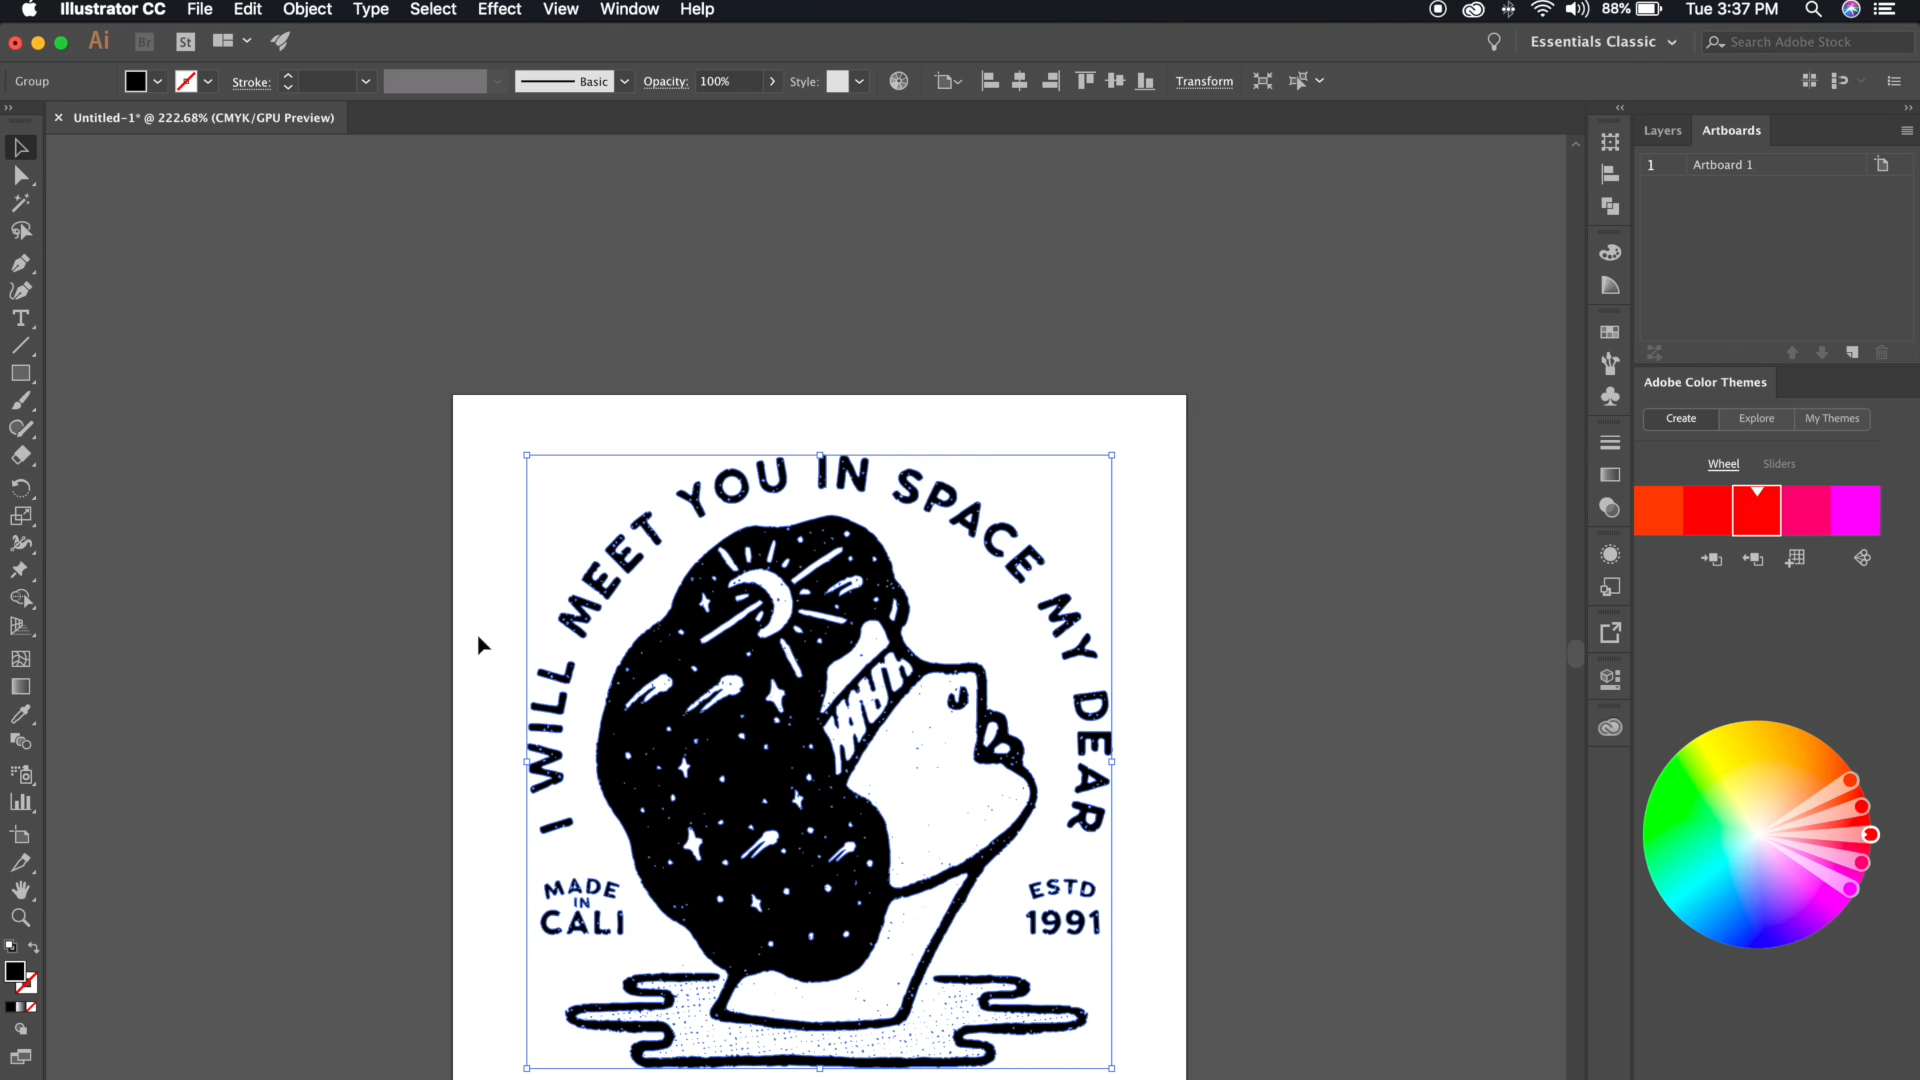 Illustrator CC File Edit Object Type Select Effect View Window Help 88% Tue 3:37 PM
Ai Br St Essentials Classic Search Adobe Stock
Group Stroke: Basic Opacity: 100% Style: Transform
Untitled-1* @ 222.68% (CMYK/GPU Preview)
Layers Artboards
1 Artboard 1
Adobe Color Themes
Create Explore My Themes
Wheel Sliders
I WILL MEET YOU IN SPACE MY DEAR
MADE
IN
CALI
ESTD
1991